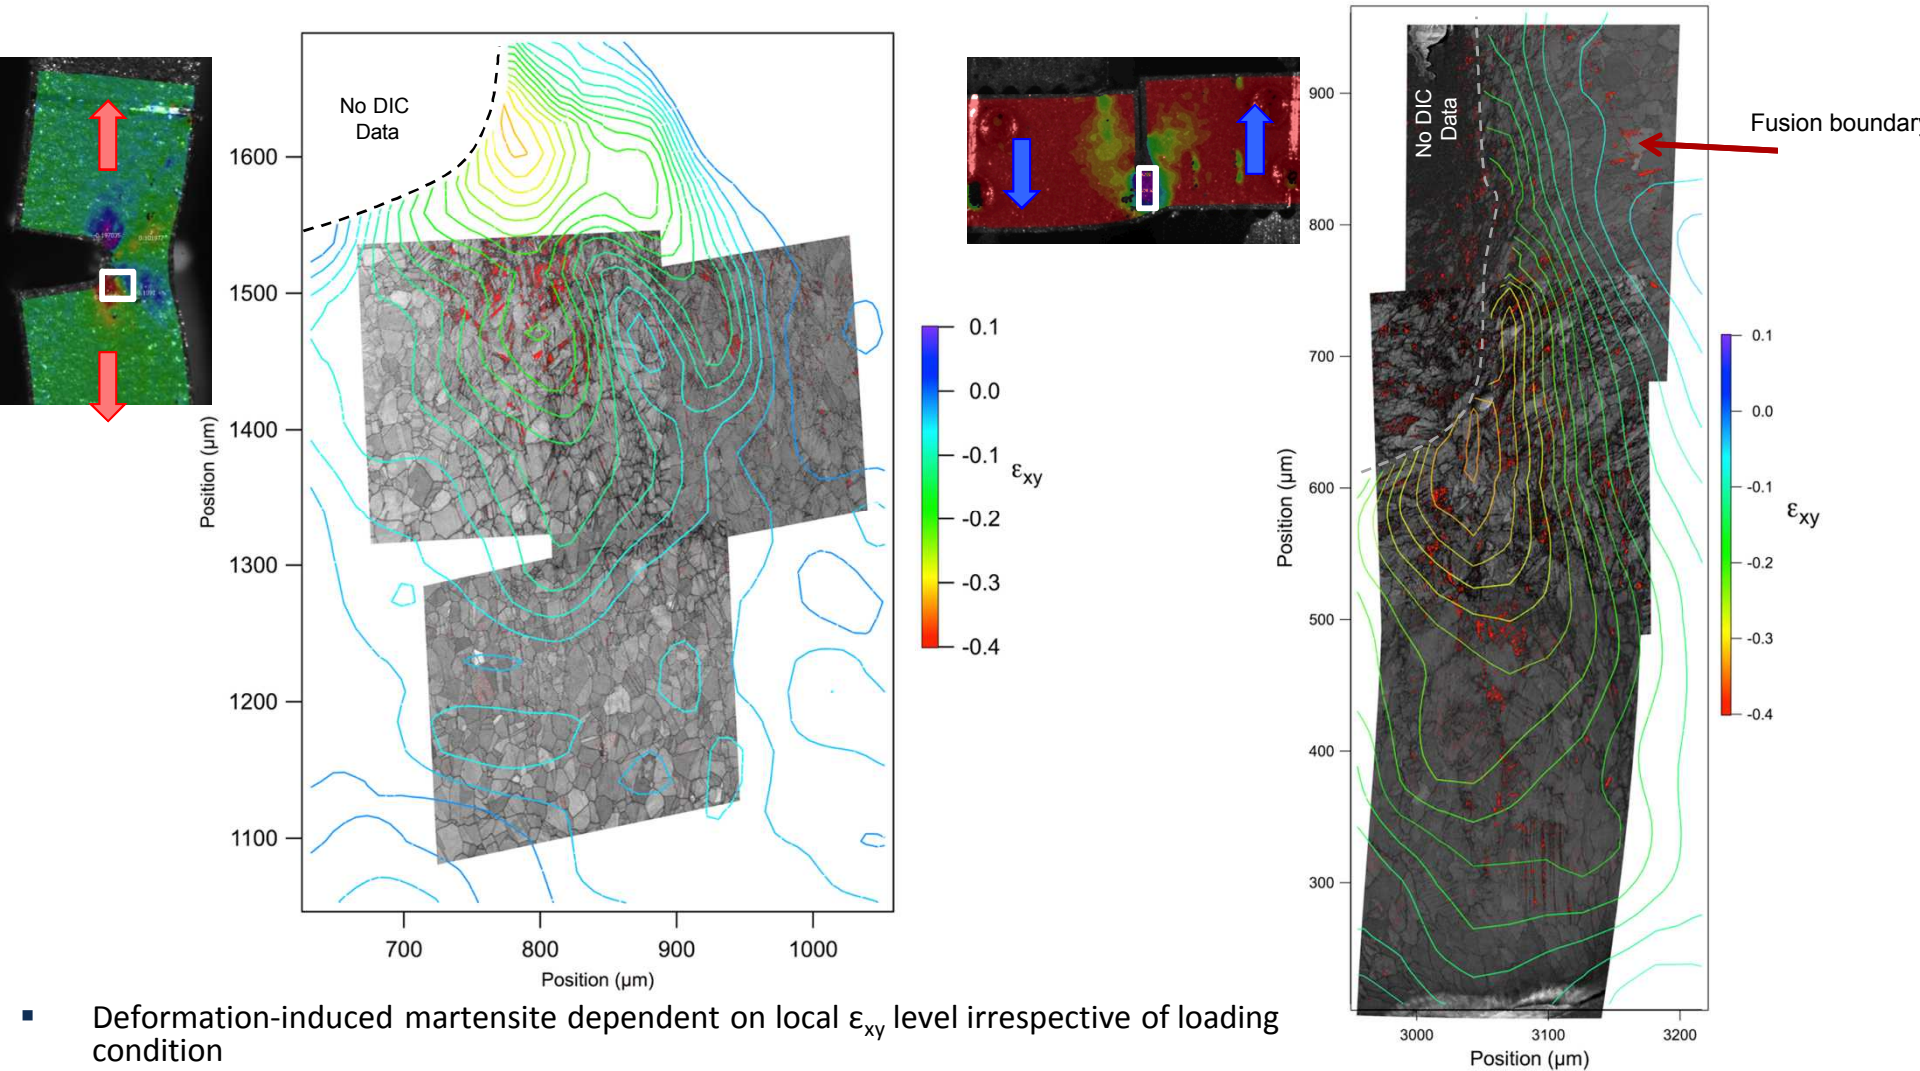 No DIC
Data
1600
1500
1400
1300
1200
1100
Position (µm)
700
800
900
1000
Position (µm)
0.1
0.0
-0.1
-0.2
-0.3
-0.4
εxy
No DIC
Data
900
800
700
600
500
400
300
Position (µm)
3000
3100
3200
Position (µm)
Fusion boundary
0.1
0.0
-0.1
-0.2
-0.3
-0.4
εxy
▪ Deformation-induced martensite dependent on local εxy level irrespective of loading
condition